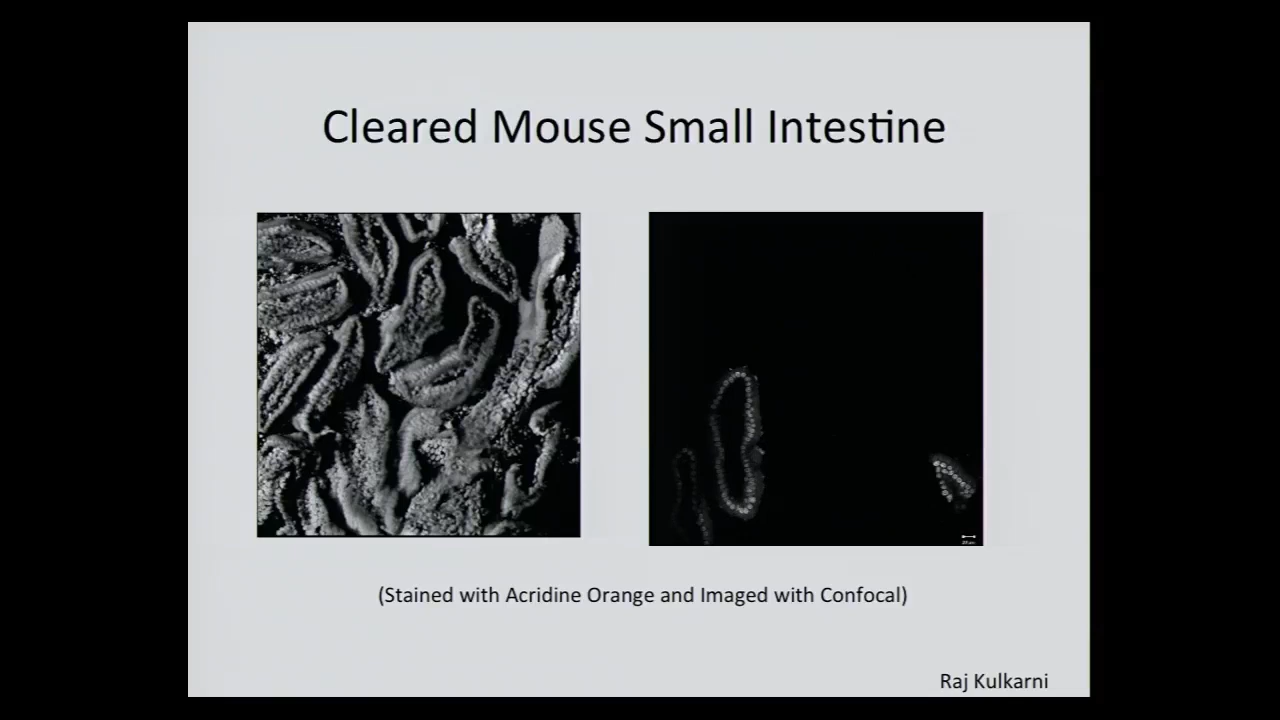 Cleared Mouse Small Intestine
(Stained with Acridine Orange and Imaged with Confocal)
Raj Kulkarni